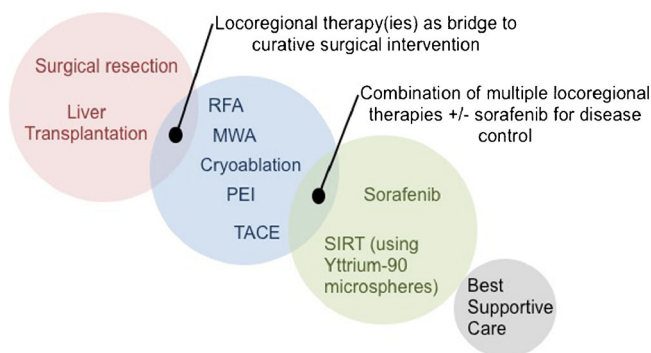 Locoregional therapy(ies) as bridge to
curative surgical intervention
Surgical resection
Liver
Transplantation
Combination of multiple locoregional
therapies +/- sorafenib for disease
control
RFA
MWA
Cryoablation
PEI
TACE
Sorafenib
SIRT (using
Yttrium-90
microspheres)
Best
Supportive
Care